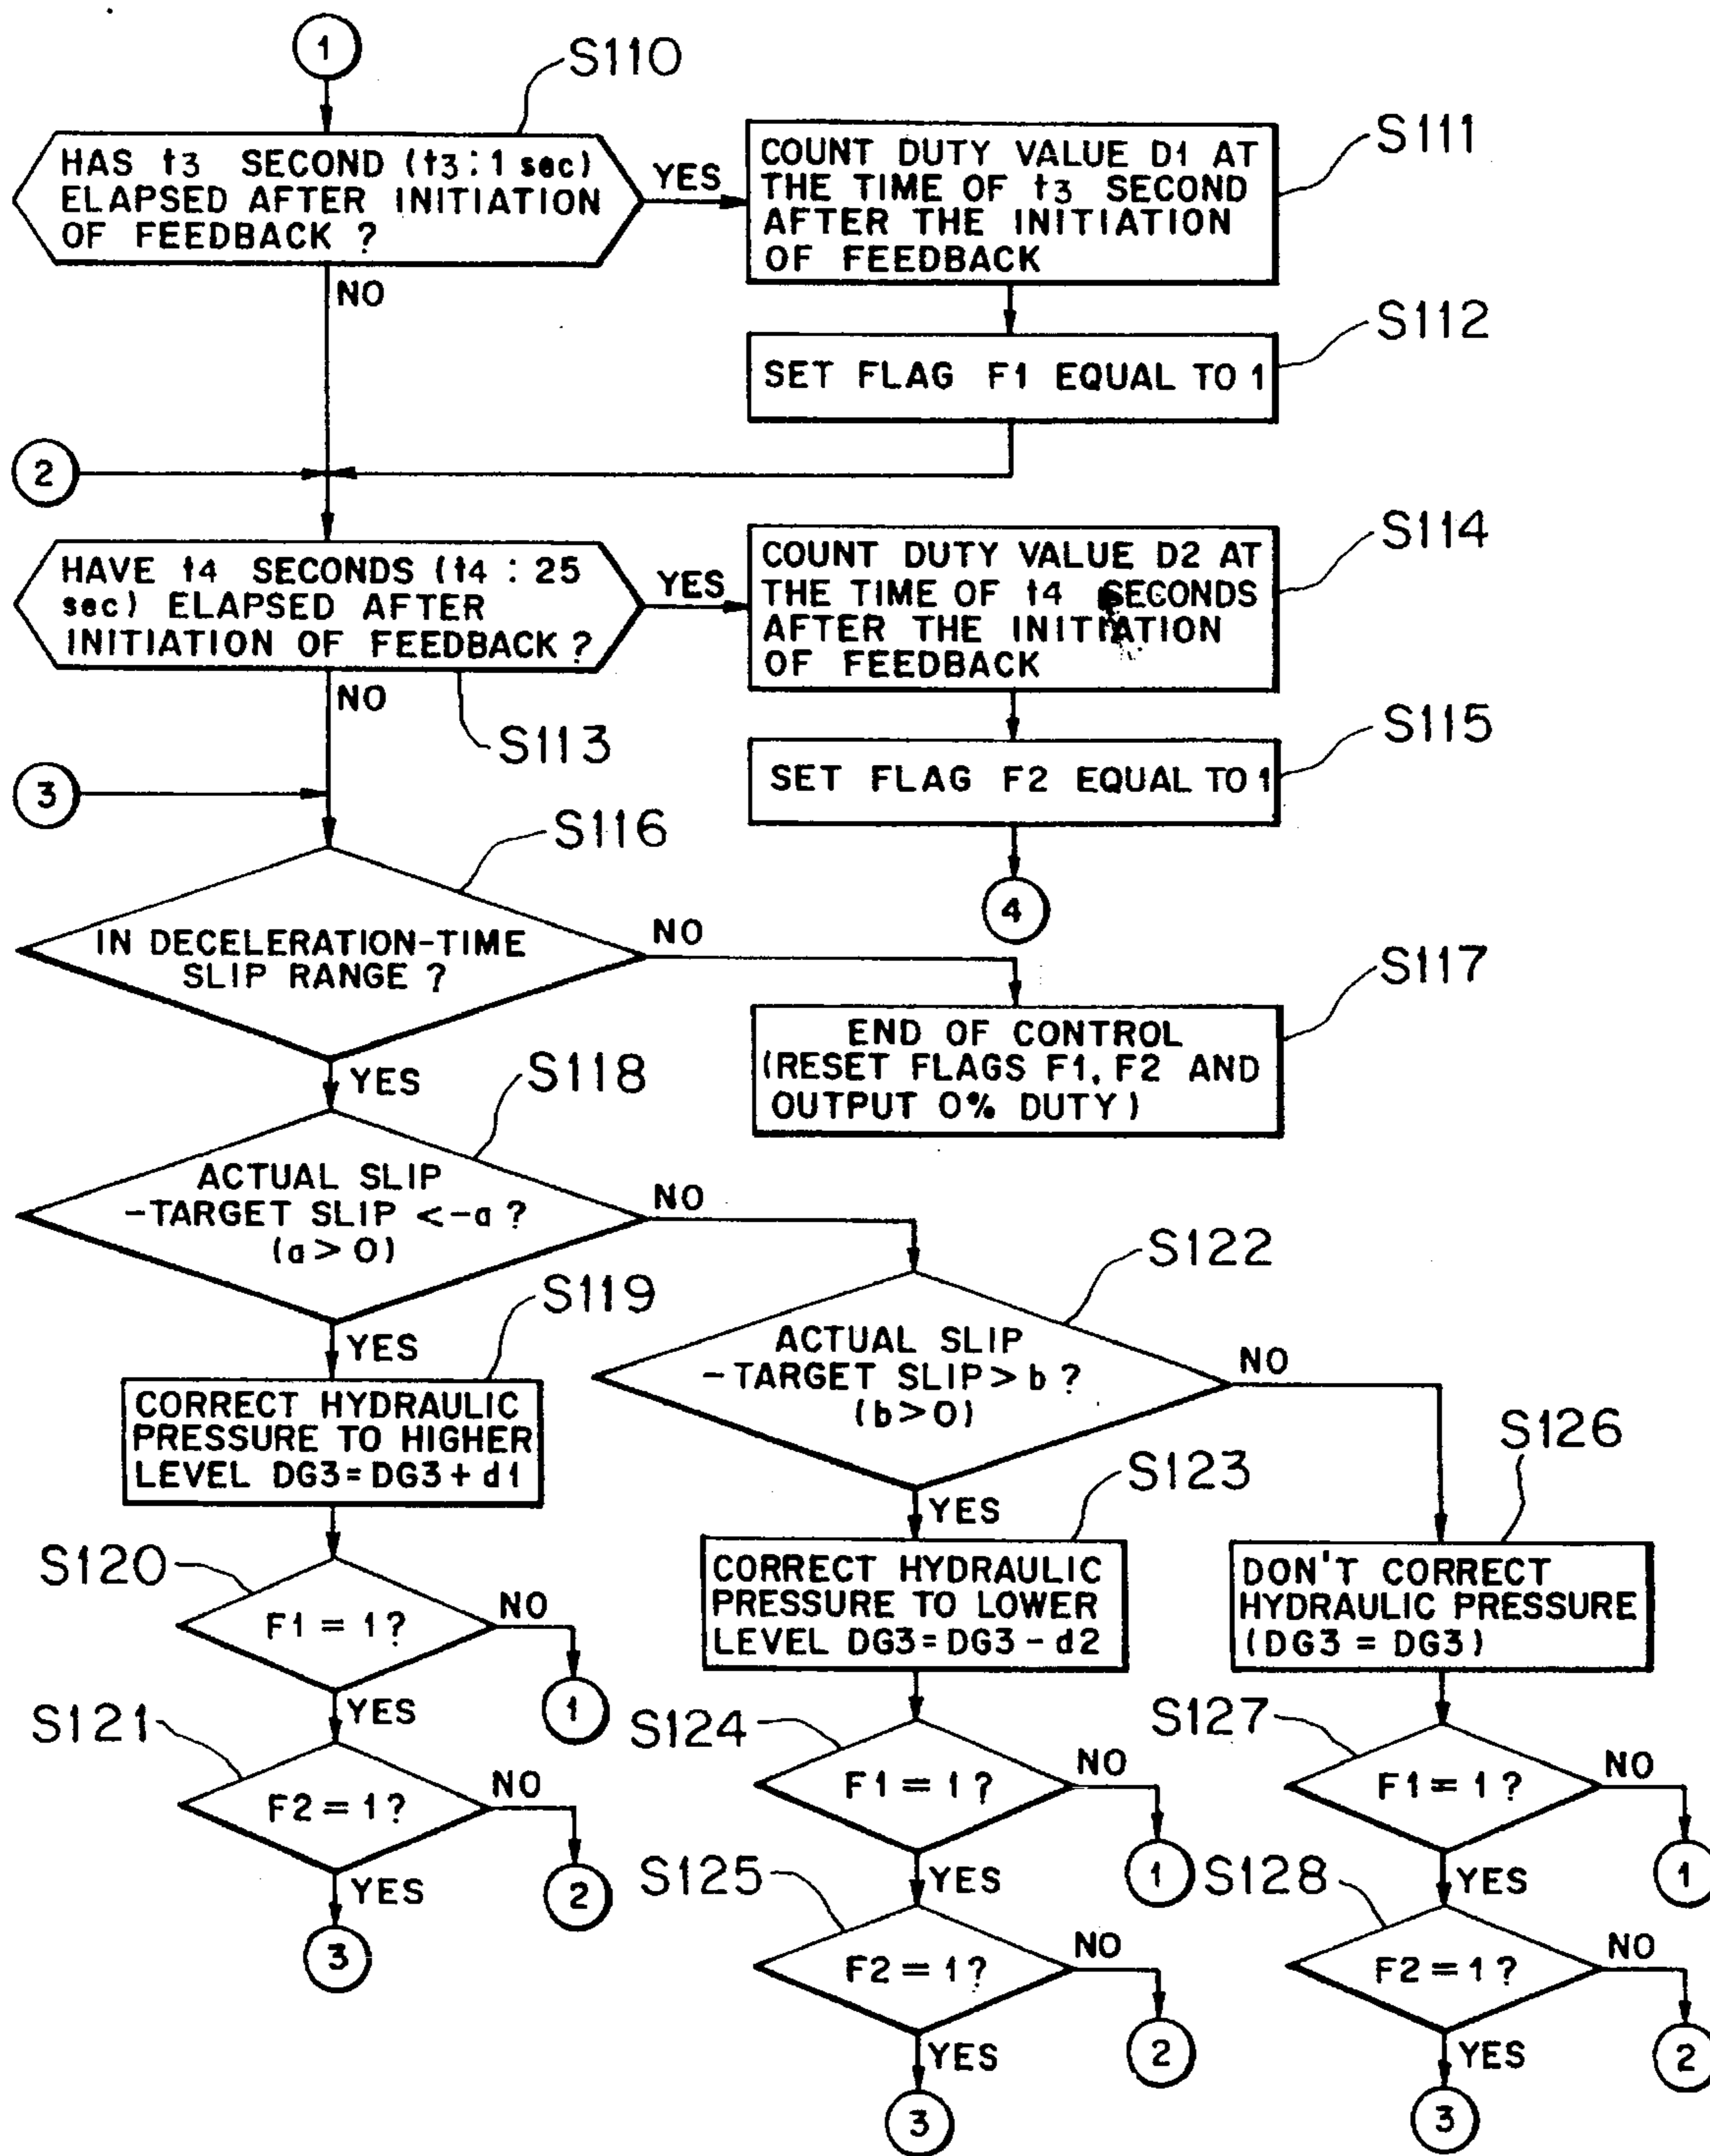 1
S110
HAS t3 SECOND (t3:1 sec)
ELAPSED AFTER INITIATION
OF FEEDBACK ?
YES
NO
COUNT DUTY VALUE D1 AT
THE TIME OF t3 SECOND
AFTER THE INITIATION
OF FEEDBACK
S111
SET FLAG F1 EQUAL TO 1
S112
2
HAVE t4 SECONDS (t4 : 25
sec) ELAPSED AFTER
INITIATION OF FEEDBACK ?
YES
NO
S113
COUNT DUTY VALUE D2 AT
THE TIME OF t4 SECONDS
AFTER THE INITIATION
OF FEEDBACK
S114
SET FLAG F2 EQUAL TO 1
S115
4
3
S116
IN DECELERATION-TIME
SLIP RANGE ?
NO
YES
S117
END OF CONTROL
(RESET FLAGS F1, F2 AND
OUTPUT 0% DUTY)
S118
ACTUAL SLIP
-TARGET SLIP <-a ?
(a > 0)
NO
YES
S119
CORRECT HYDRAULIC
PRESSURE TO HIGHER
LEVEL DG3=DG3+d1
S120
F1 = 1 ?
NO
1
YES
S121
F2 = 1 ?
NO
2
YES
3
S122
ACTUAL SLIP
-TARGET SLIP > b ?
(b>0)
NO
YES
S123
CORRECT HYDRAULIC
PRESSURE TO LOWER
LEVEL DG3=DG3-d2
S124
F1 = 1 ?
NO
1
YES
S125
F2 = 1 ?
NO
2
YES
3
S126
DON'T CORRECT
HYDRAULIC PRESSURE
(DG3 = DG3)
S127
F1 = 1 ?
NO
1
YES
S128
F2 = 1 ?
NO
2
YES
3